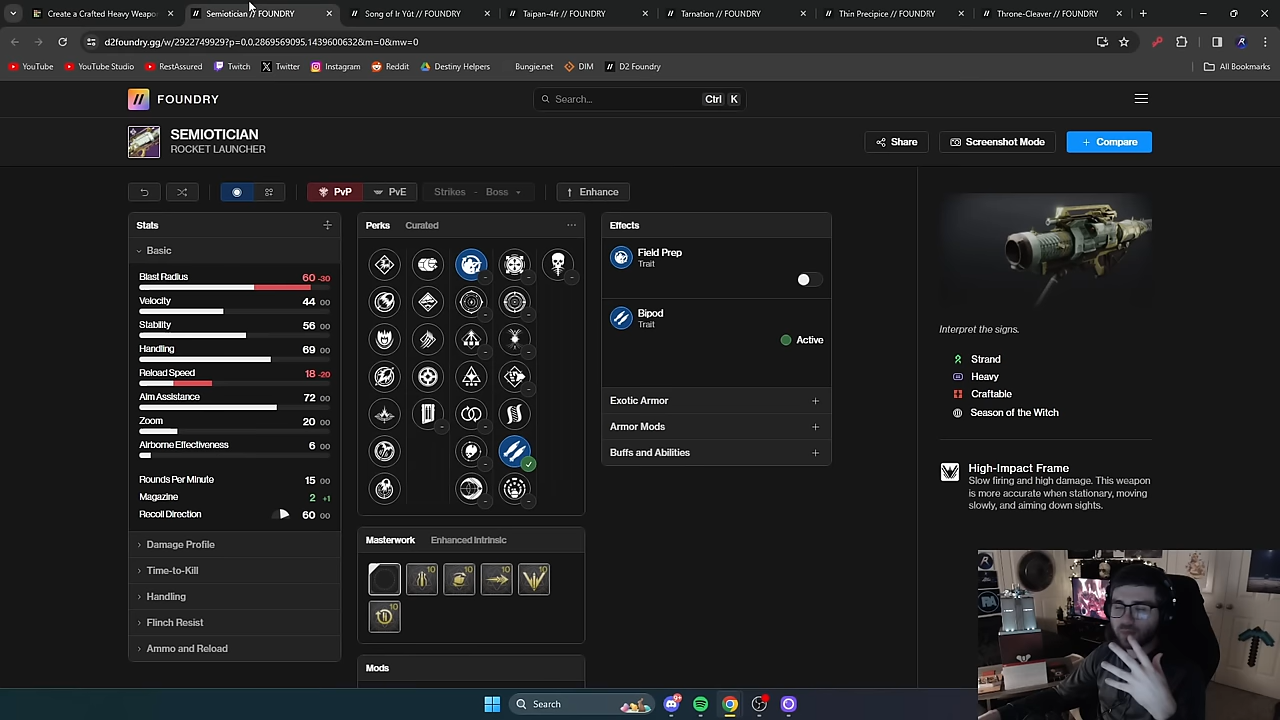 Create a Crafted Heavy Weapo
Semiotician // FOUNDRY
Song of Ir Yût // FOUNDRY
Taipan-4fr // FOUNDRY
Tarnation // FOUNDRY
Thin Precipice // FOUNDRY
Throne-Cleaver // FOUNDRY
d2foundry.gg/w/2922749929?p=0,0,2869569095,1439600632&m=0&mw=0
YouTube
YouTube Studio
RestAssured
Twitch
Twitter
Instagram
Reddit
Destiny Helpers
Bungie.net
DIM
D2 Foundry
All Bookmarks
FOUNDRY
Search...
Ctrl K
SEMIOTICIAN
ROCKET LAUNCHER
Share
Screenshot Mode
Compare
PvP
PvE
Strikes - Boss
Enhance
Stats
Basic
Blast Radius 60 -30
Velocity 44 00
Stability 56 00
Handling 69 00
Reload Speed 18 -20
Aim Assistance 72 00
Zoom 20 00
Airborne Effectiveness 6 00
Rounds Per Minute 15 00
Magazine 2 +1
Recoil Direction 60 00
Damage Profile
Time-to-Kill
Handling
Flinch Resist
Ammo and Reload
Perks Curated
Masterwork Enhanced Intrinsic
10 10 10 10
10
Mods
Effects
Field Prep
Trait
Bipod
Trait
Active
Exotic Armor
Armor Mods
Buffs and Abilities
Interpret the signs.
Strand
Heavy
Craftable
Season of the Witch
High-Impact Frame
Slow firing and high damage. This weapon
is more accurate when stationary, moving
slowly, and aiming down sights.
Search